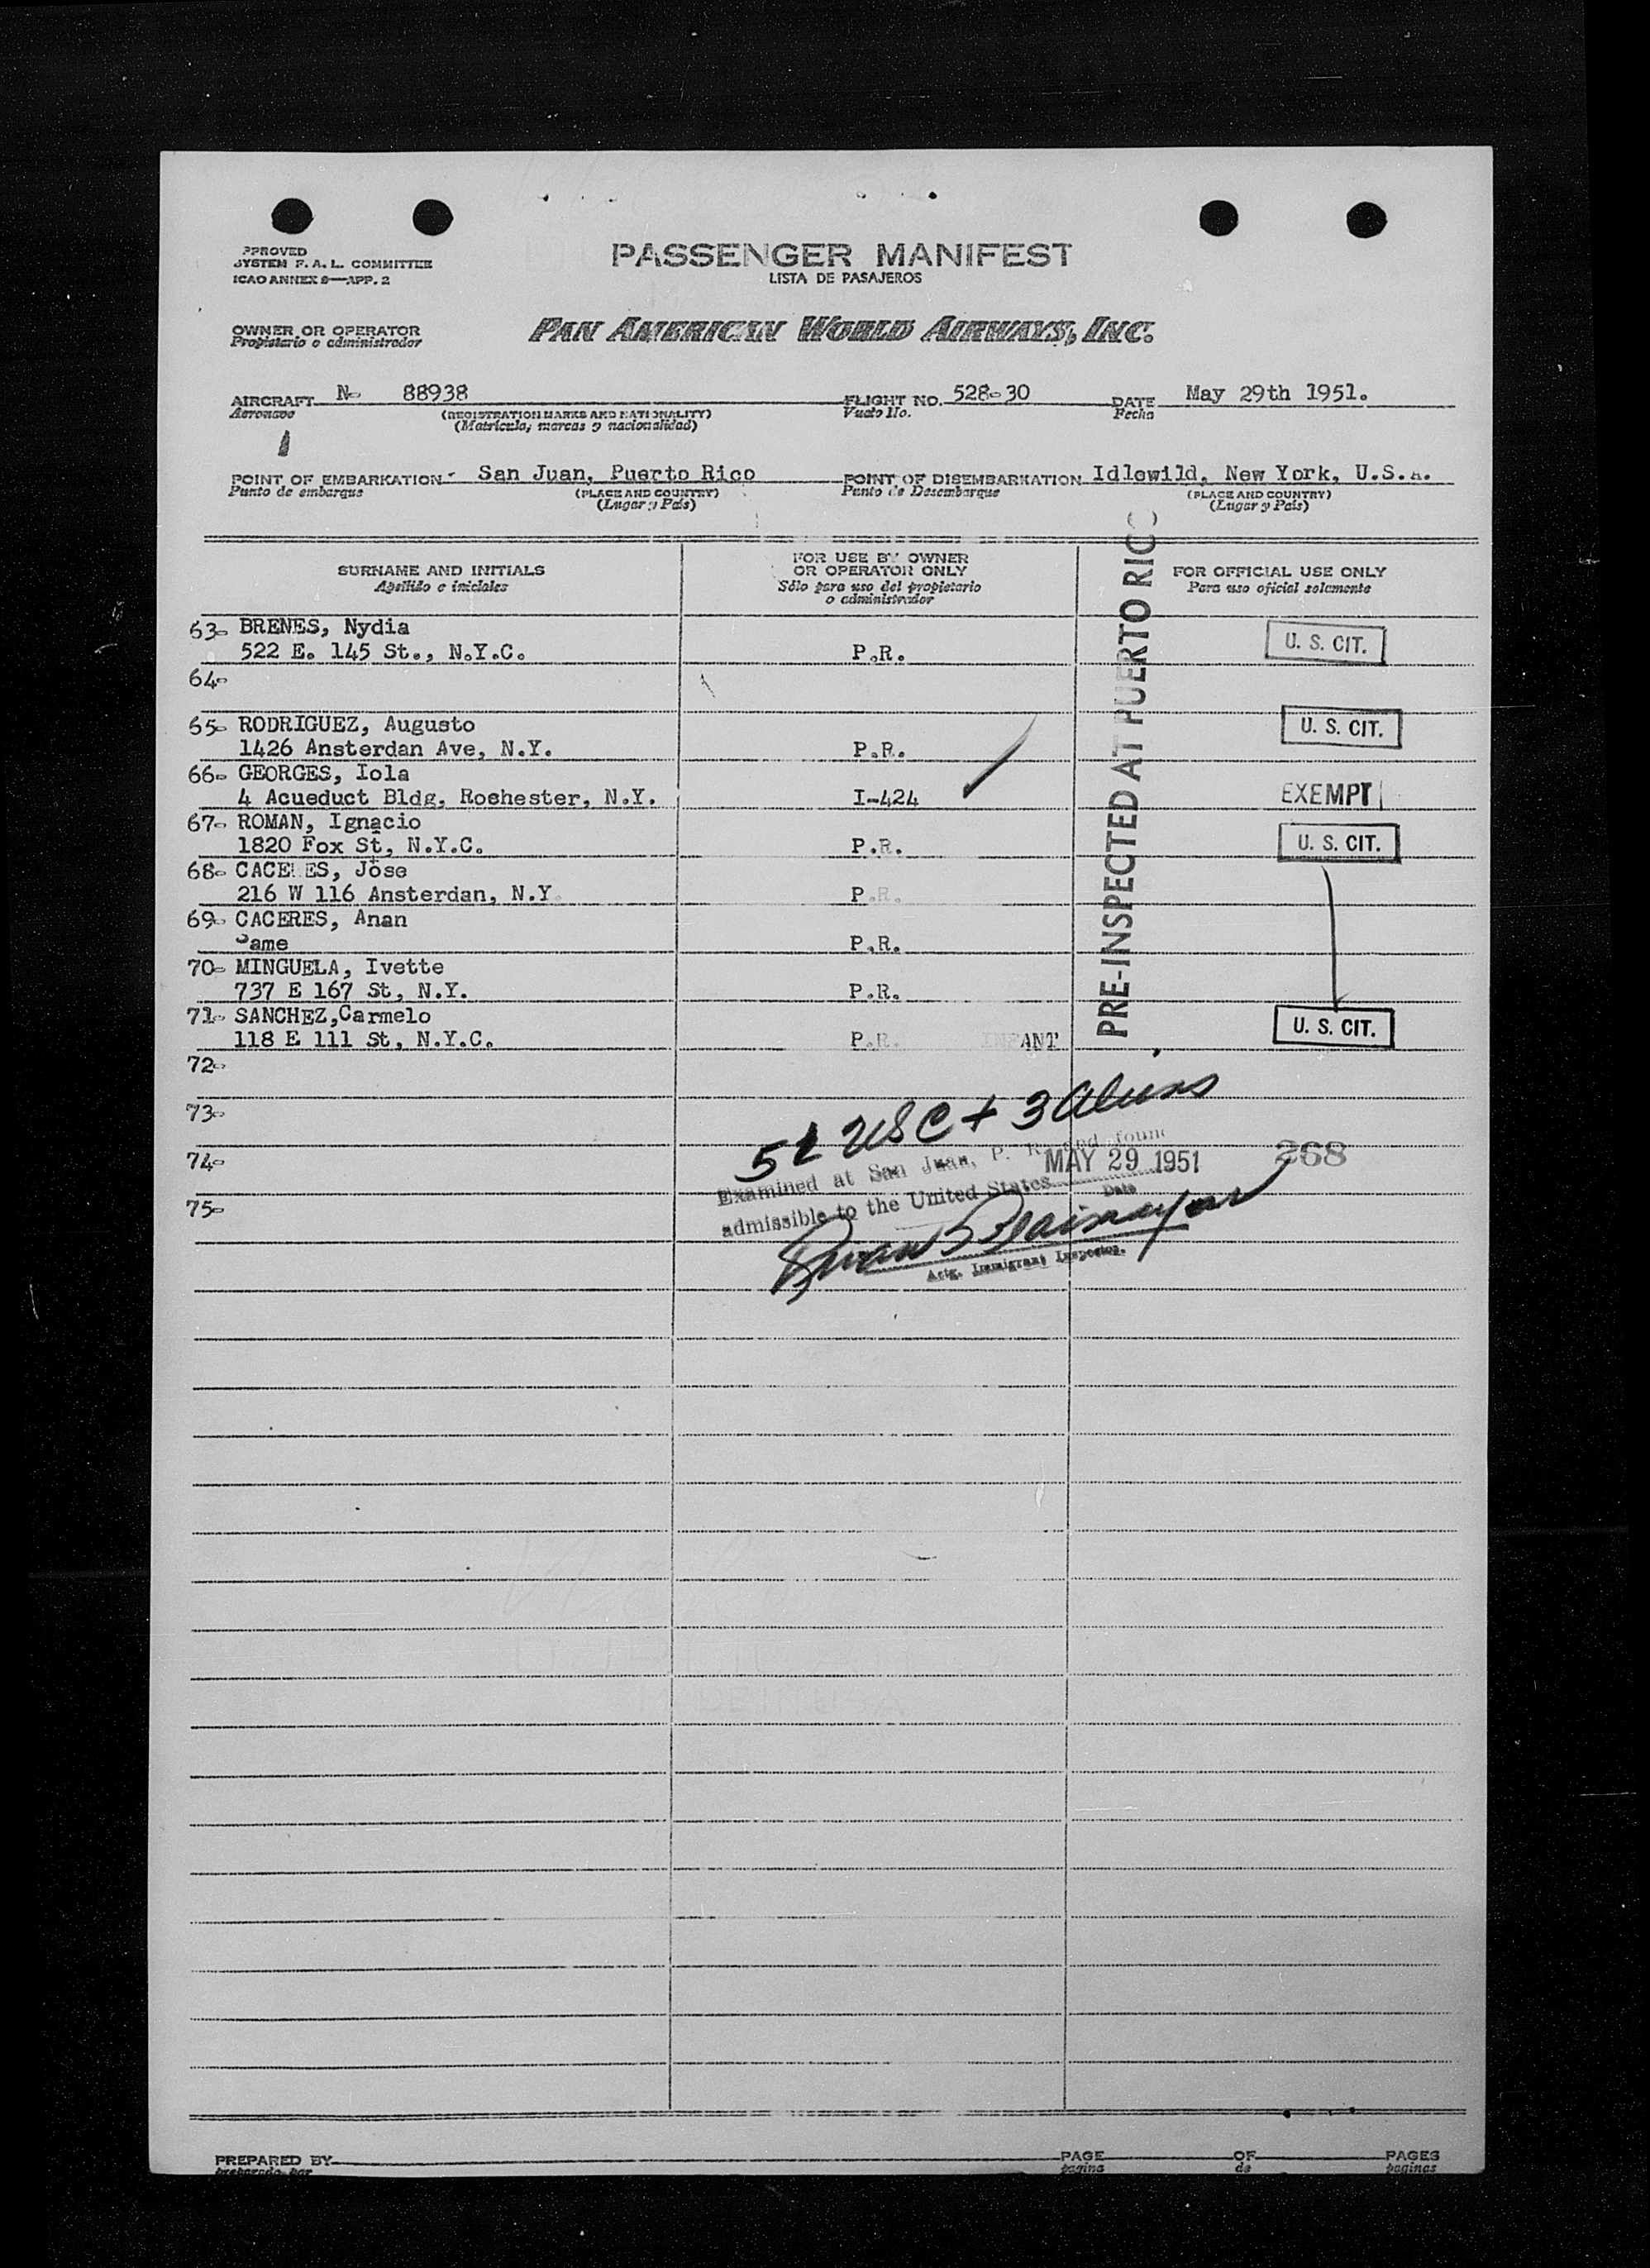 APPROVED
SYSTEM F. A. L. COMMITTEE
ICAO ANNEX 9—APP. 2
PASSENGER MANIFEST
LISTA DE PASAJEROS
OWNER OR OPERATOR
Propietario o administrador
PAN AMERICAN WORLD AIRWAYS, INC.
AIRCRAFT N- 88938 FLIGHT NO. 528-30 DATE May 29th 1951.
Aeronave (REGISTRATION MARKS AND NATIONALITY) Vuelo No. Fecha
(Matricula, marcas y nacionalidad)
POINT OF EMBARKATION - San Juan, Puerto Rico POINT OF DISEMBARKATION Idlewild, New York, U.S.A.
Punto de embarque (PLACE AND COUNTRY) Punto de Desembarque (PLACE AND COUNTRY)
(Lugar y País) (Lugar y País)
SURNAME AND INITIALS
Apellido e iniciales
FOR USE BY OWNER
OR OPERATOR ONLY
Sólo para uso del propietario
o administrador
FOR OFFICIAL USE ONLY
Para uso oficial solamente
PRE-INSPECTED AT PUERTO RICO
63- BRENES, Nydia
522 E. 145 St., N.Y.C. P.R. U. S. CIT.
64-
65- RODRIGUEZ, Augusto
1426 Ansterdan Ave, N.Y. P.R. U. S. CIT.
66- GEORGES, Iola
4 Acueduct Bldg, Roshester, N.Y. I-424 EXEMPT
67- ROMAN, Ignacio
1820 Fox St, N.Y.C. P.R. U. S. CIT.
68- CACERES, Jose
216 W 116 Ansterdan, N.Y. P.R.
69- CACERES, Anan
Same P.R.
70- MINGUELA, Ivette
737 E 167 St, N.Y. P.R.
71- SANCHEZ,Carmelo
118 E 111 St, N.Y.C. P.R. INFANT U. S. CIT.
72-
73-
74-
75-
USC + 3 aliens
Examined at San Juan, P. R. and found
MAY 29 1951 268
admissible to the United States
Date
Actg. Immigrant Inspector.
PREPARED BY PAGE OF PAGES
preparado por pagina de paginas